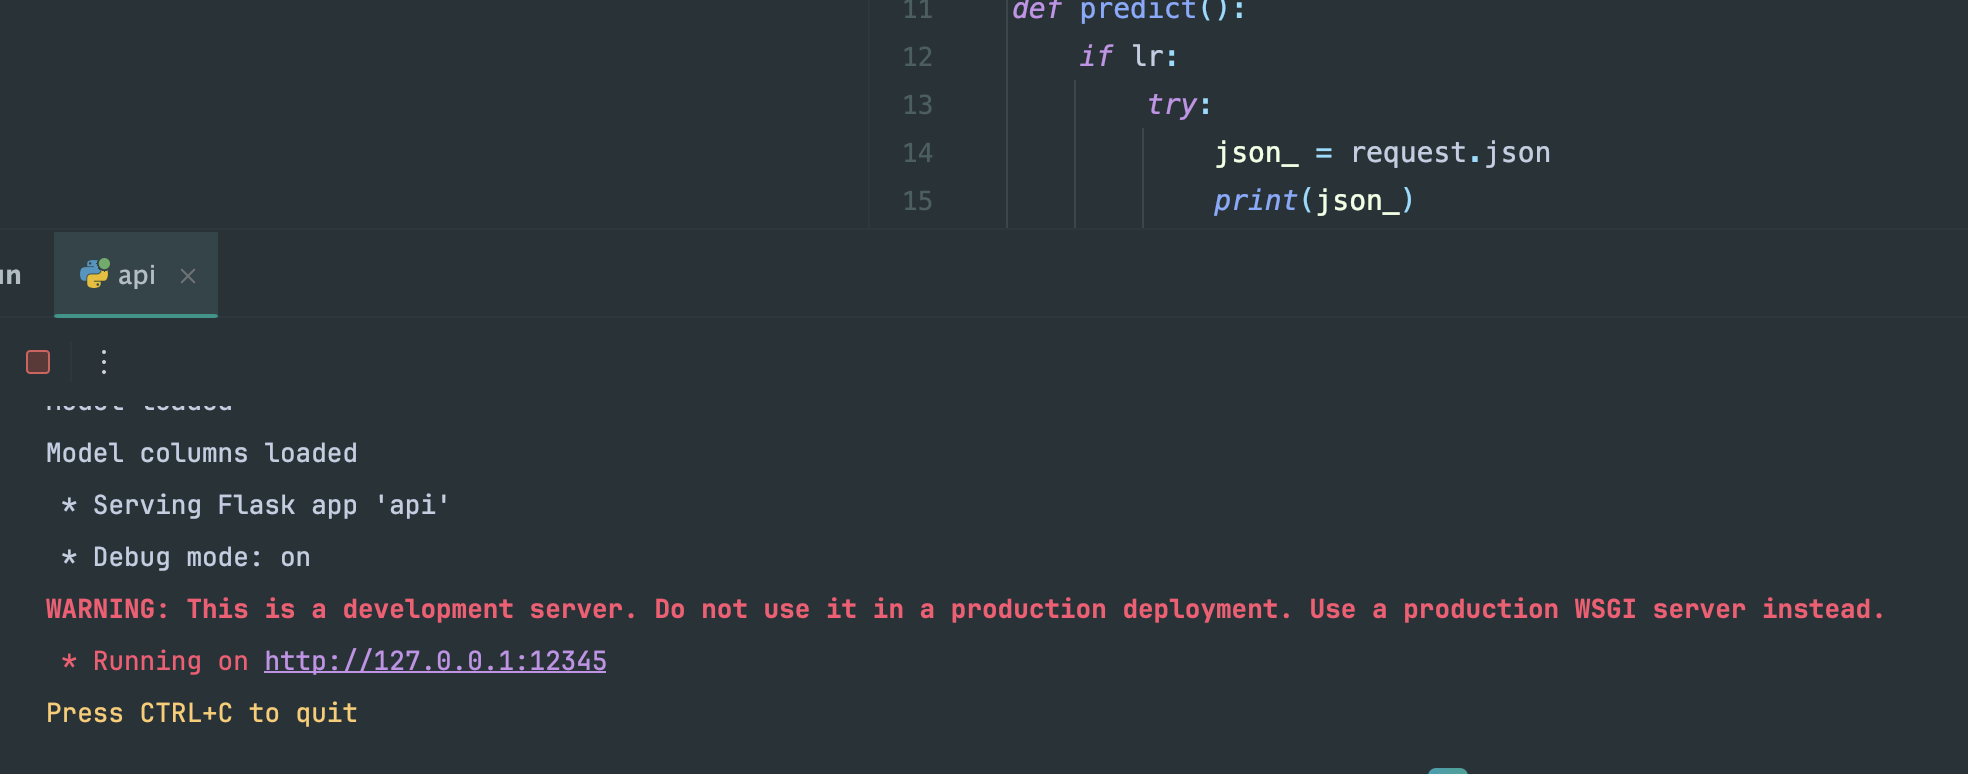 11 def predict():
12 if lr:
13 try:
14 json_ = request.json
15 print(json_)
api
Model loaded
Model columns loaded
* Serving Flask app 'api'
* Debug mode: on
WARNING: This is a development server. Do not use it in a production deployment. Use a production WSGI server instead.
* Running on http://127.0.0.1:12345
Press CTRL+C to quit